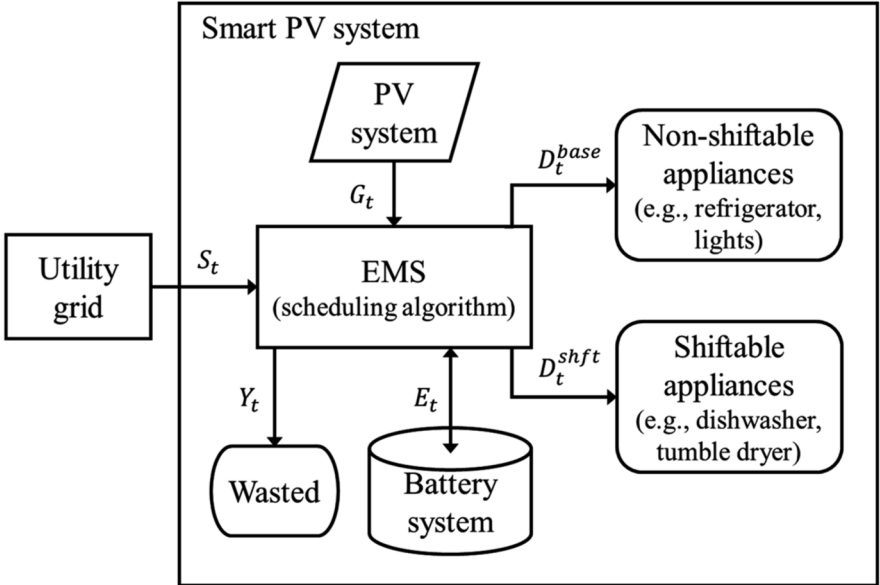 Smart PV system
PV
system
G_t
D_t^{base}
Non-shiftable
appliances
(e.g., refrigerator,
lights)
Utility
grid
S_t
EMS
(scheduling algorithm)
D_t^{shft}
Shiftable
appliances
(e.g., dishwasher,
tumble dryer)
Y_t
E_t
Wasted
Battery
system